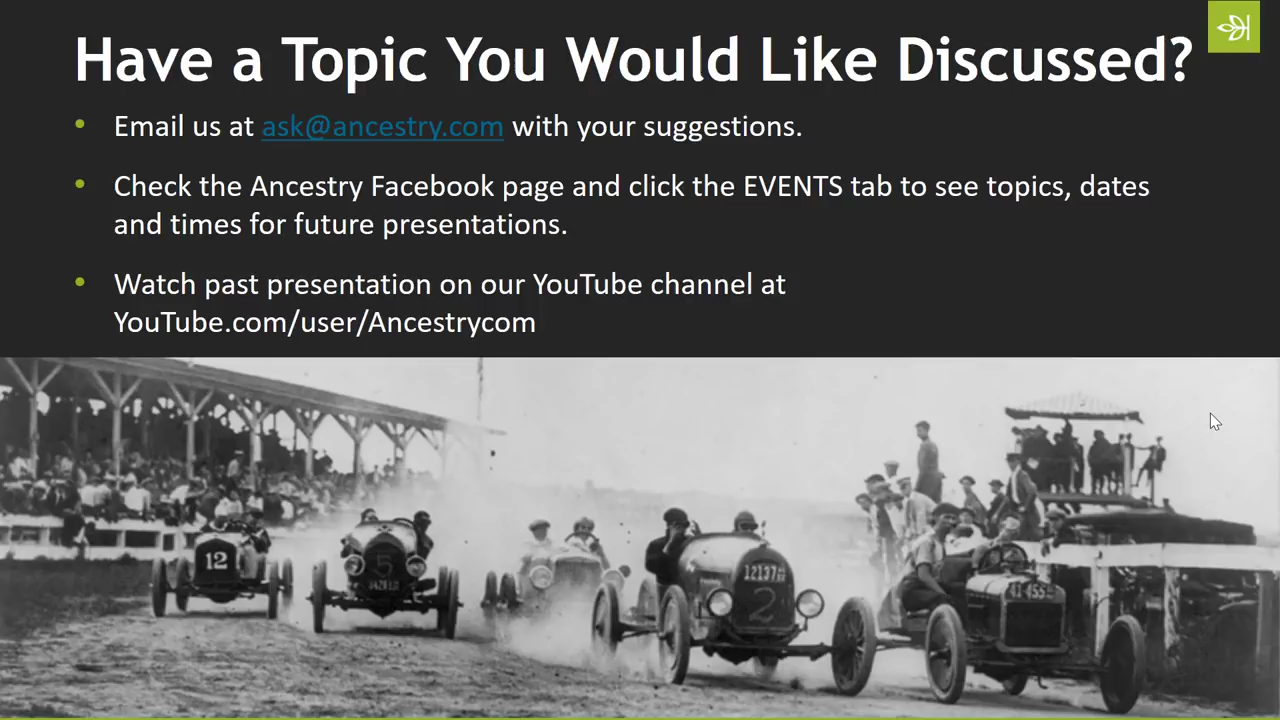 Have a Topic You Would Like Discussed?
• Email us at ask@ancestry.com with your suggestions.
• Check the Ancestry Facebook page and click the EVENTS tab to see topics, dates
and times for future presentations.
• Watch past presentation on our YouTube channel at
YouTube.com/user/Ancestrycom
12
5
12137
2
41-455